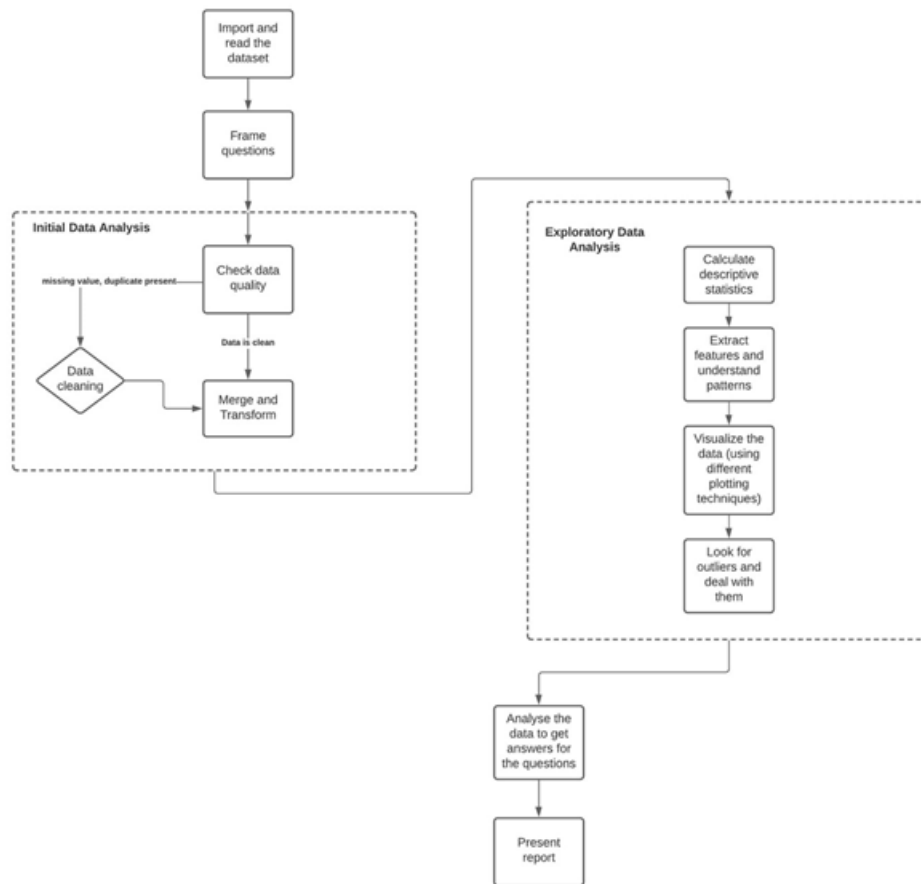 Import and
read the
dataset
Frame
questions
Initial Data Analysis
Check data
quality
missing value, duplicate present
Data is clean
Data
cleaning
Merge and
Transform
Exploratory Data
Analysis
Calculate
descriptive
statistics
Extract
features and
understand
patterns
Visualize the
data (using
different
plotting
techniques)
Look for
outliers and
deal with
them
Analyse the
data to get
answers for
the questions
Present
report